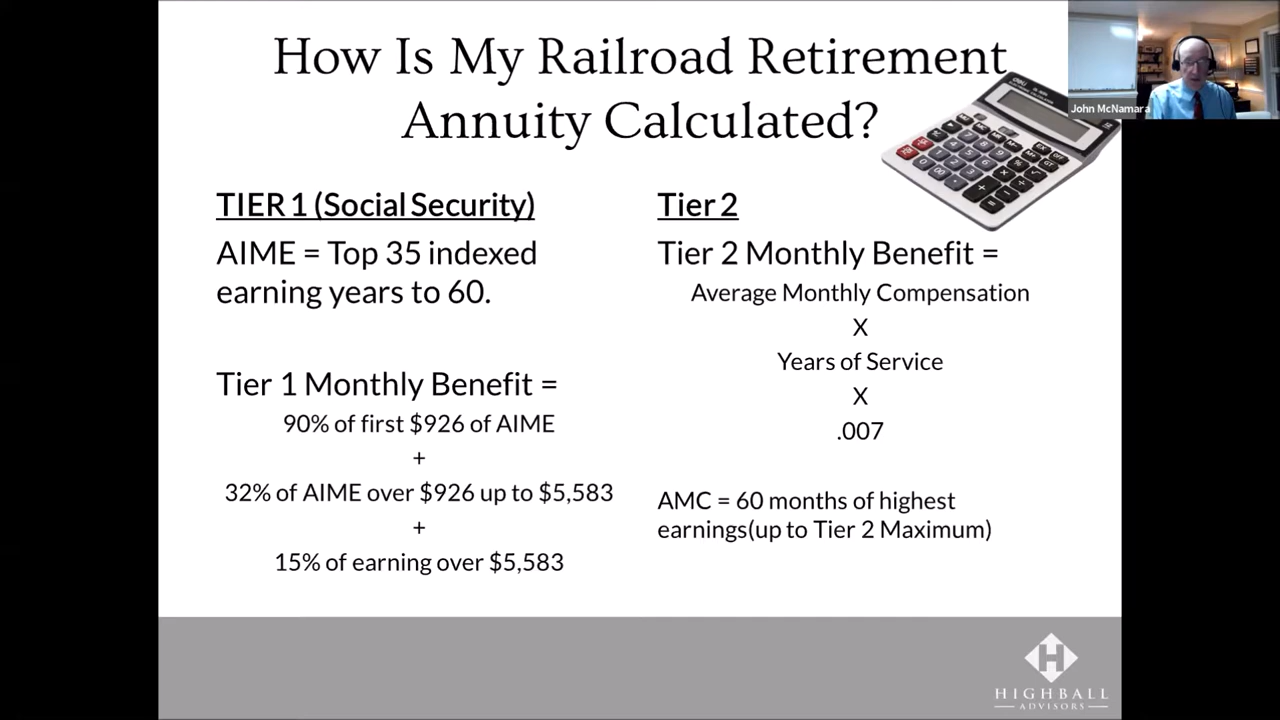 How Is My Railroad Retirement
Annuity Calculated?
John McNamara
TIER 1 (Social Security)
AIME = Top 35 indexed
earning years to 60.
Tier 1 Monthly Benefit =
90% of first $926 of AIME
+
32% of AIME over $926 up to $5,583
+
15% of earning over $5,583
Tier 2
Tier 2 Monthly Benefit =
Average Monthly Compensation
X
Years of Service
X
.007
AMC = 60 months of highest
earnings(up to Tier 2 Maximum)
H
HIGHBALL
ADVISORS